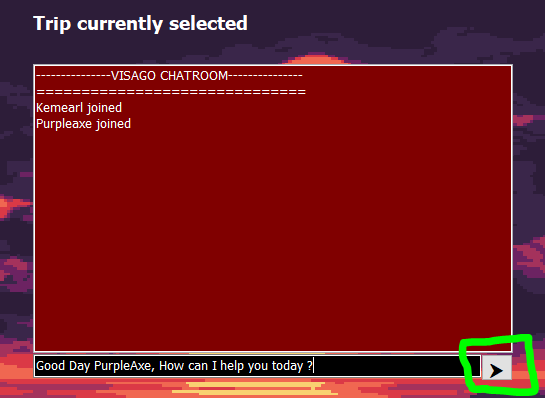 Trip currently selected
---------------VISAGO CHATROOM---------------
==============================
Kemearl joined
Purpleaxe joined
Good Day PurpleAxe, How can I help you today ?